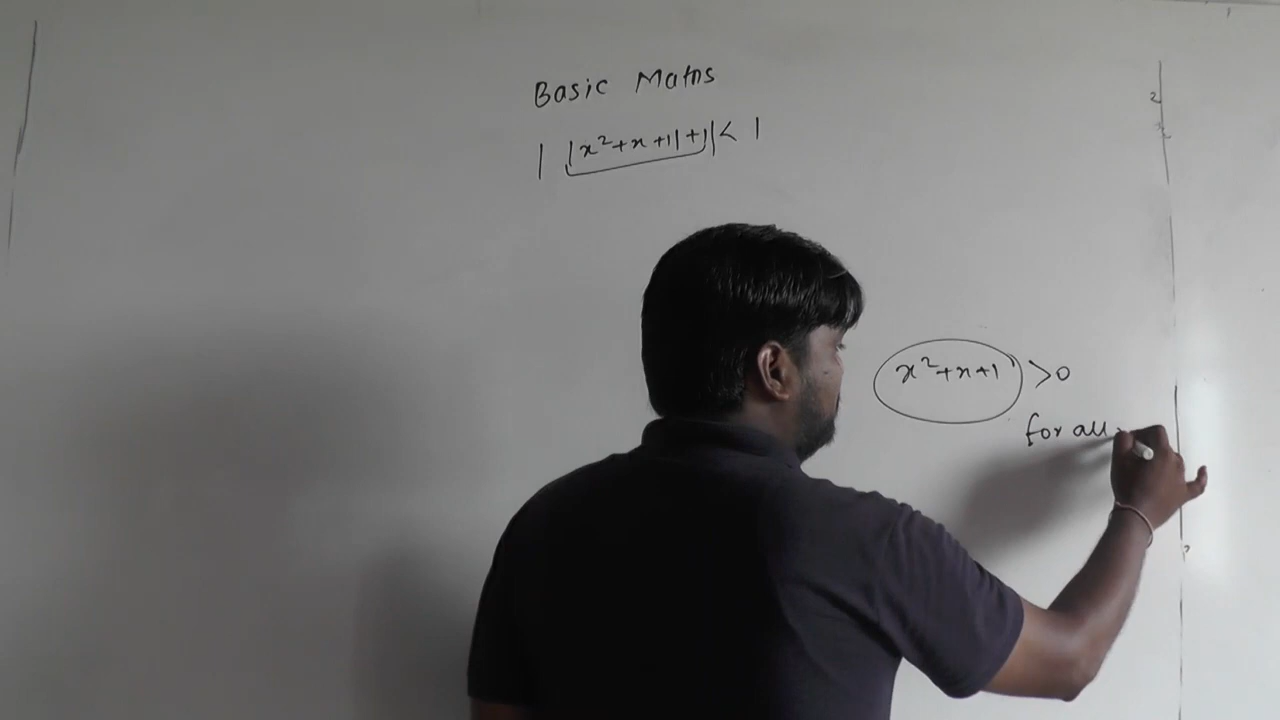 Basic Maths
| |x²+x+1|+1| < 1
x²+x+1 >0
for all